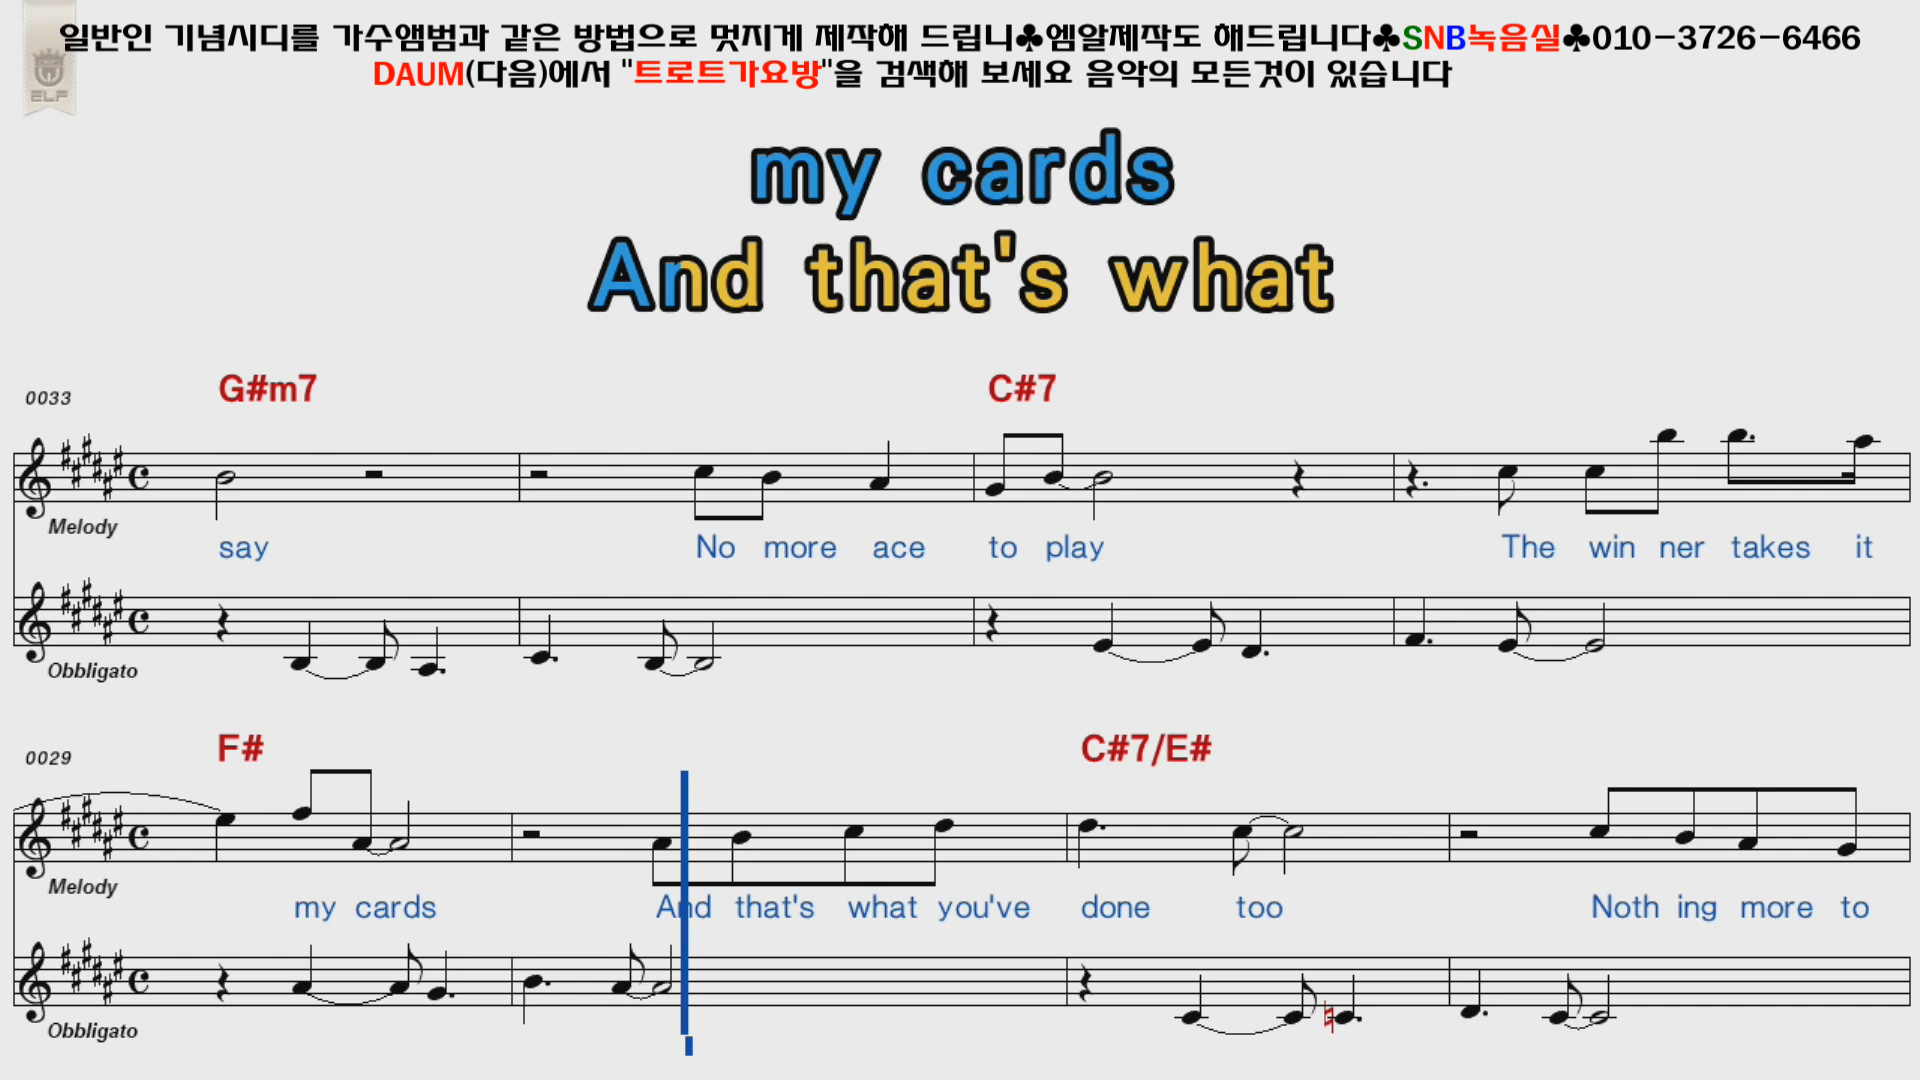 일반인 기념시디를 가수앨범과 같은 방법으로 멋지게 제작해 드립니♣엠알제작도 해드립니다♣SNB녹음실♣010-3726-6466
DAUM(다음)에서 "트로트가요방"을 검색해 보세요 음악의 모든것이 있습니다
ELF
my cards
And that's what
0033 G#m7 C#7
Melody
say No more ace to play The win ner takes it
Obbligato
0029 F# C#7/E#
Melody
my cards And that's what you've done too Noth ing more to
Obbligato